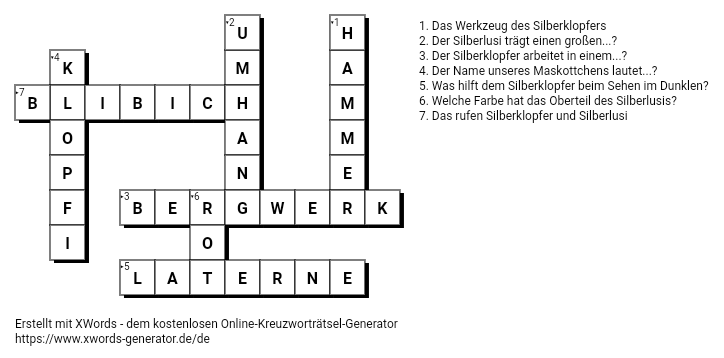 2 U 1 H
4 K M A
7 B L I B I C H M
O A M
P N E
F 3 B E 6 R G W E R K
I O
5 L A T E R N E
1. Das Werkzeug des Silberklopfers
2. Der Silberlusi trägt einen großen...?
3. Der Silberklopfer arbeitet in einem...?
4. Der Name unseres Maskottchens lautet...?
5. Was hilft dem Silberklopfer beim Sehen im Dunklen?
6. Welche Farbe hat das Oberteil des Silberlusis?
7. Das rufen Silberklopfer und Silberlusi
Erstellt mit XWords - dem kostenlosen Online-Kreuzworträtsel-Generator
https://www.xwords-generator.de/de